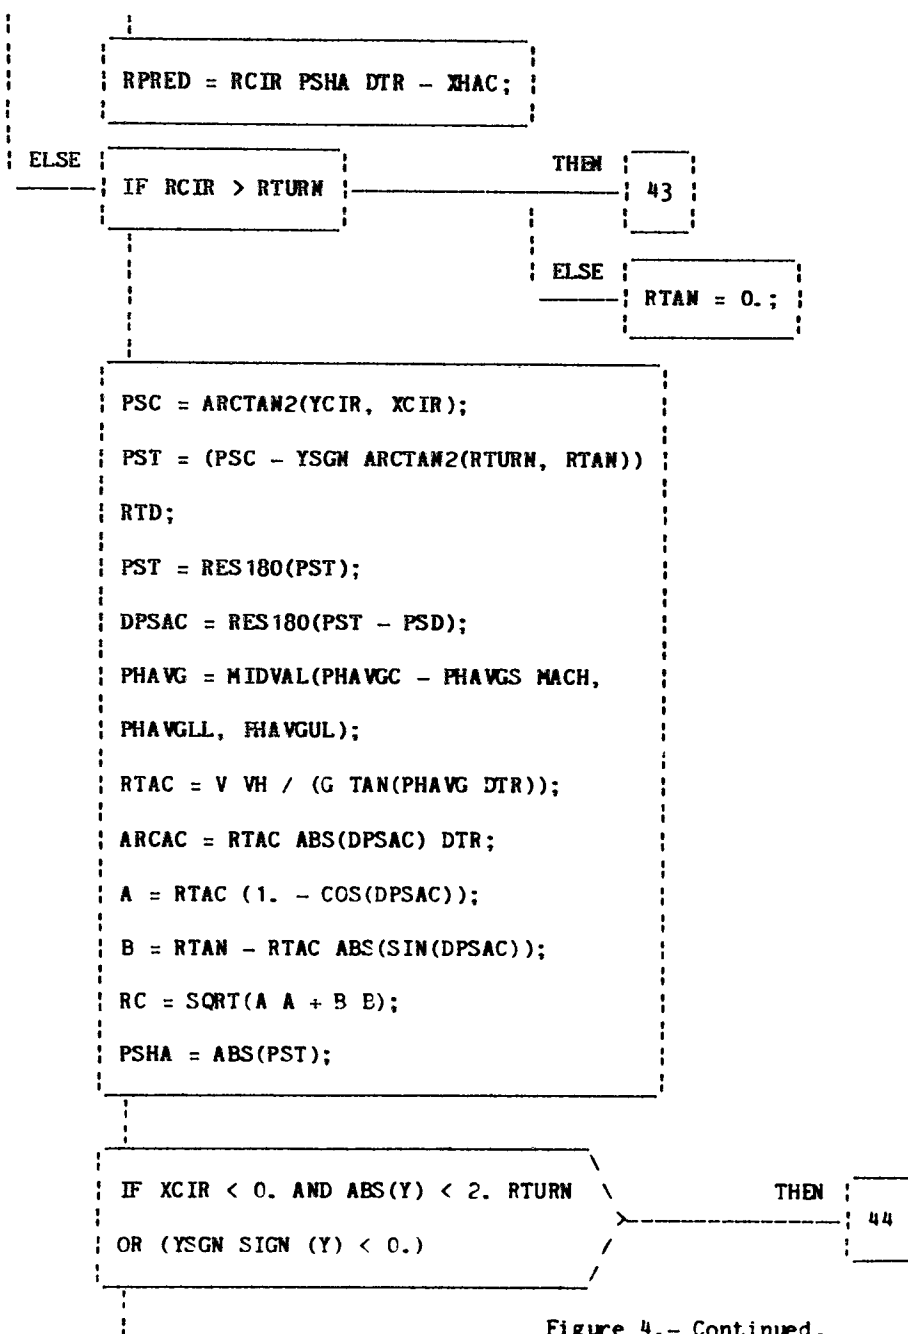 RPRED = RCIR PSHA DTR - XHAC;
ELSE
IF RCIR > RTURN
THEN
43
ELSE
RTAN = 0.;
PSC = ARCTAN2(YCIR, XCIR);
PST = (PSC - YSGN ARCTAN2(RTURN, RTAN))
RTD;
PST = RES180(PST);
DPSAC = RES180(PST - PSD);
PHAVG = MIDVAL(PHAVGC - PHAVGS MACH,
PHAVGLL, PHAVGUL);
RTAC = V VH / (G TAN(PHAVG DTR));
ARCAC = RTAC ABS(DPSAC) DTR;
A = RTAC (1. - COS(DPSAC));
B = RTAN - RTAC ABS(SIN(DPSAC));
RC = SQRT(A A + B B);
PSHA = ABS(PST);
IF XCIR < 0. AND ABS(Y) < 2. RTURN
OR (YSGN SIGN (Y) < 0.)
THEN
44
Figure 4.- Continued.